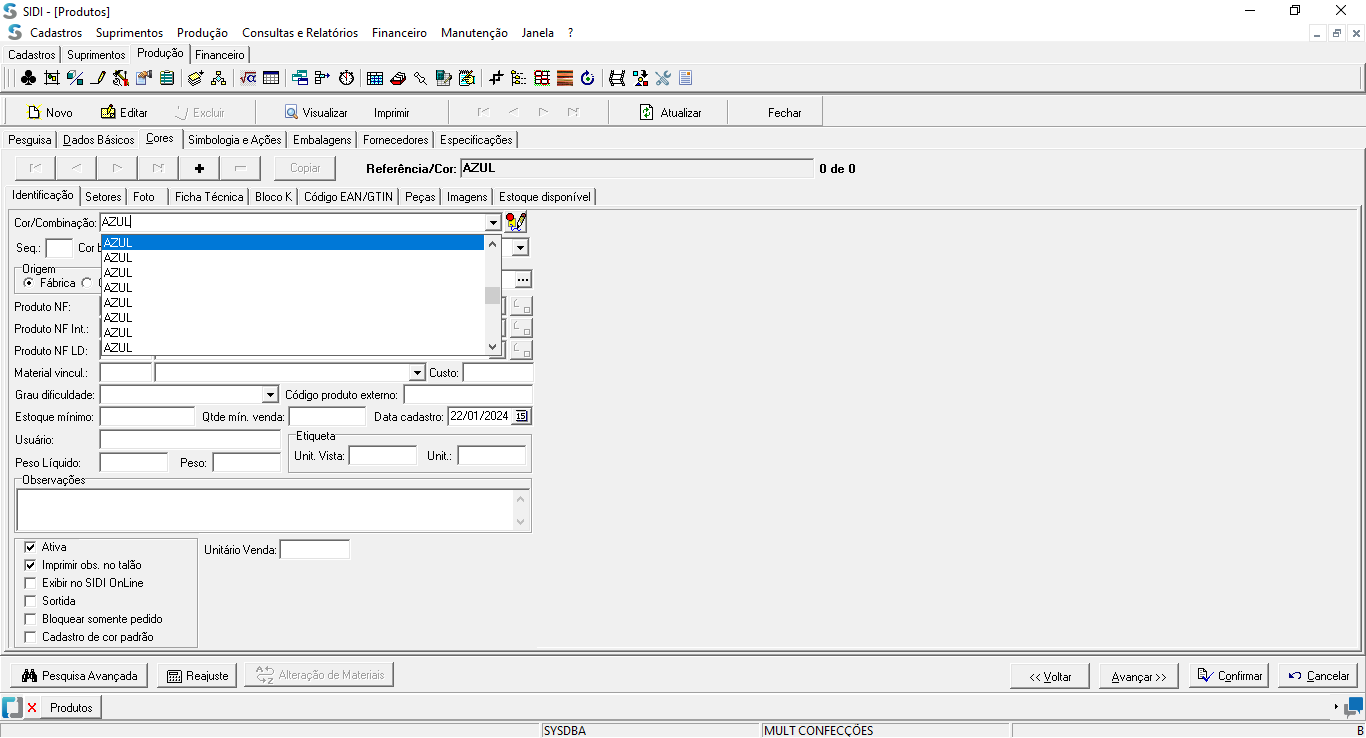 SIDI - [Produtos]
Cadastros Suprimentos Produção Consultas e Relatórios Financeiro Manutenção Janela ?
Cadastros Suprimentos Produção Financeiro
Novo Editar Excluir Visualizar Imprimir Atualizar Fechar
Pesquisa Dados Básicos Cores Simbologia e Ações Embalagens Fornecedores Especificações
Copiar Referência/Cor: AZUL 0 de 0
Identificação Setores Foto Ficha Técnica Bloco K Código EAN/GTIN Peças Imagens Estoque disponível
Cor/Combinação: AZUL
AZUL
Seq.: Cor
AZUL
AZUL
Origem
Fábrica
AZUL
AZUL
Produto NF:
AZUL
Produto NF Int.:
AZUL
Produto NF LD:
AZUL
Material vincul.: Custo:
Grau dificuldade: Código produto externo:
Estoque mínimo: Qtde mín. venda: Data cadastro: 22/01/2024 15
Usuário:
Etiqueta
Unit. Vista: Unit.:
Peso Líquido: Peso:
Observações
Ativa
Unitário Venda:
Imprimir obs. no talão
Exibir no SIDI OnLine
Sortida
Bloquear somente pedido
Cadastro de cor padrão
Pesquisa Avançada Reajuste Alteração de Materiais << Voltar Avançar >> Confirmar Cancelar
Produtos
SYSDBA MULT CONFECÇÕES B